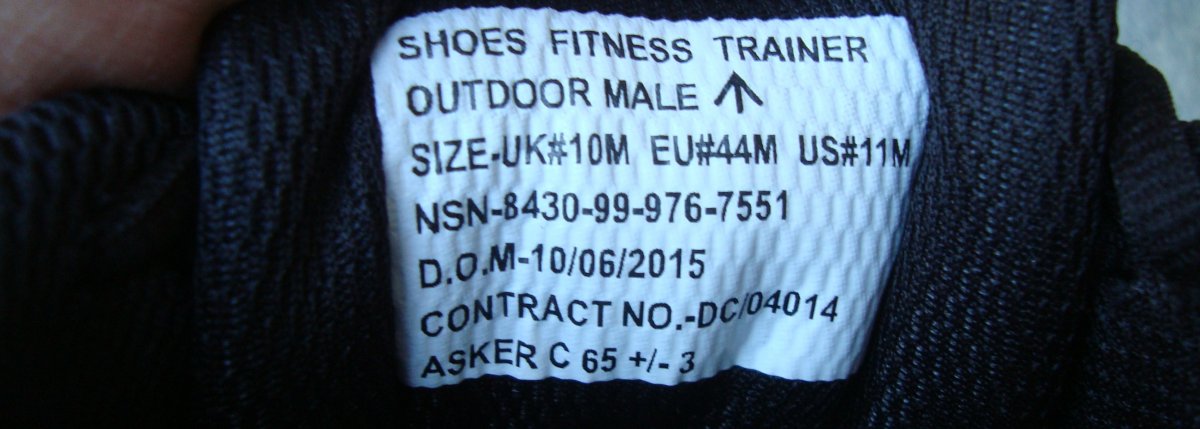 SHOES FITNESS TRAINER
OUTDOOR MALE ↑
SIZE-UK#10M EU#44M US#11M
NSN-8430-99-976-7551
D.O.M-10/06/2015
CONTRACT NO.-DC/04014
ASKER C 65 +/- 3